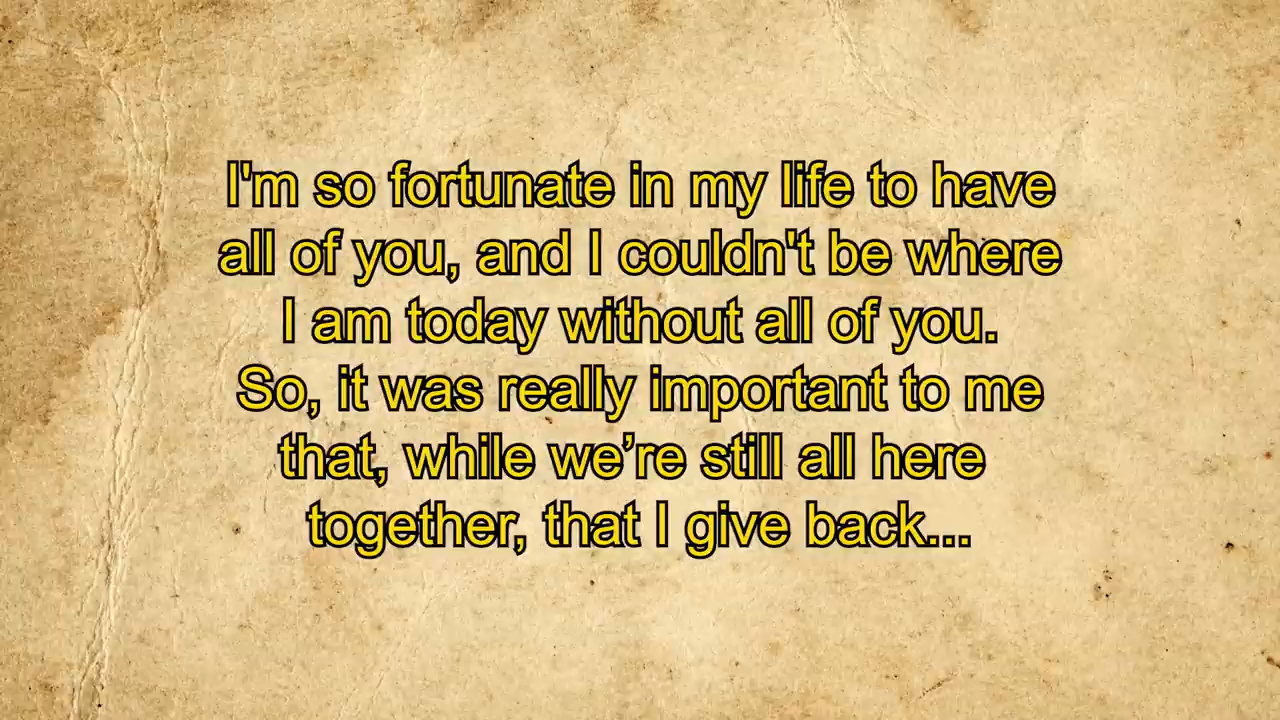 I'm so fortunate in my life to have
all of you, and I couldn't be where
I am today without all of you.
So, it was really important to me
that, while we’re still all here
together, that I give back...